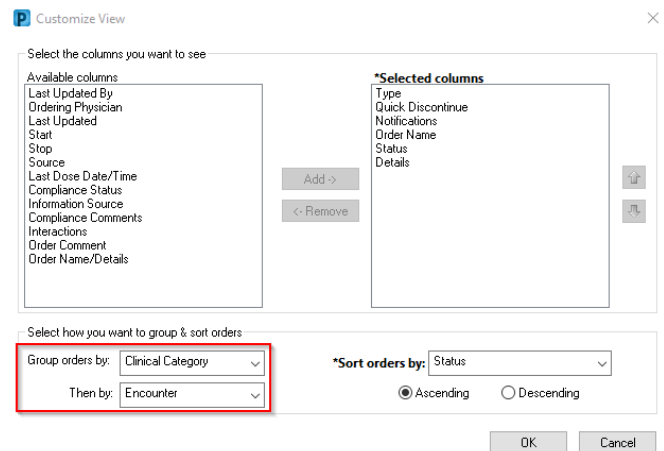 P Customize View
Select the columns you want to see
Available columns
Last Updated By
Ordering Physician
Last Updated
Start
Stop
Source
Last Dose Date/Time
Compliance Status
Information Source
Compliance Comments
Interactions
Order Comment
Order Name/Details
Add ->
<- Remove
*Selected columns
Type
Quick Discontinue
Notifications
Order Name
Status
Details
Select how you want to group & sort orders
Group orders by: Clinical Category
Then by: Encounter
*Sort orders by: Status
Ascending Descending
OK Cancel